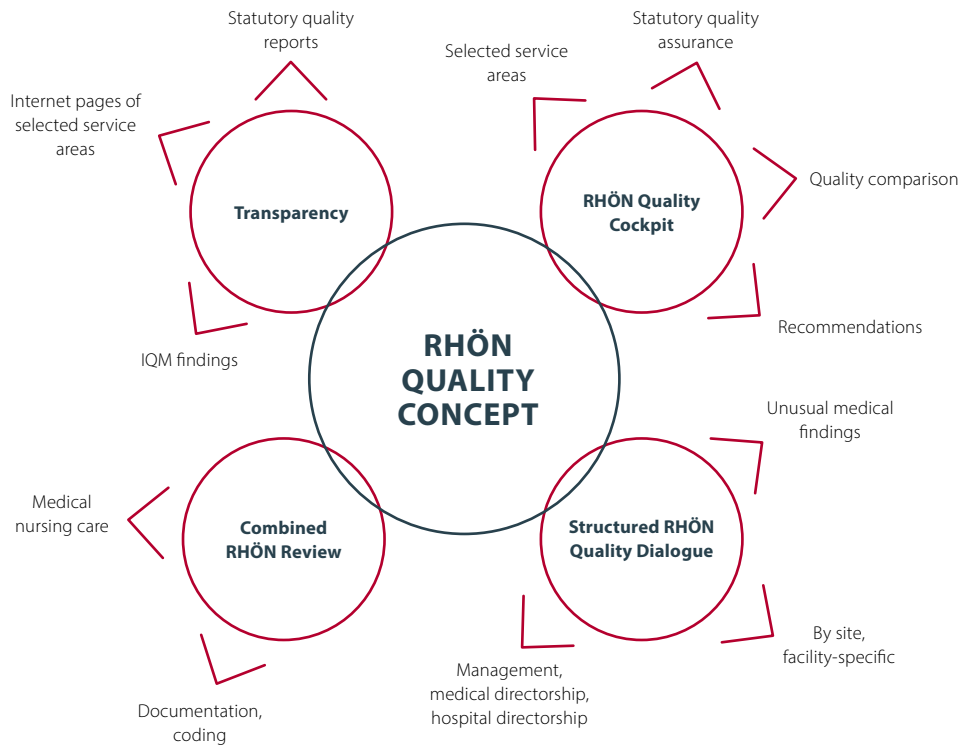 Statutory quality
reports
Internet pages of
selected service
areas
Transparency
IQM findings
Selected service
areas
Statutory quality
assurance
RHÖN Quality
Cockpit
Quality comparison
Recommendations
RHÖN
QUALITY
CONCEPT
Medical
nursing care
Combined
RHÖN Review
Documentation,
coding
Unusual medical
findings
Structured RHÖN
Quality Dialogue
By site,
facility-specific
Management,
medical directorship,
hospital directorship